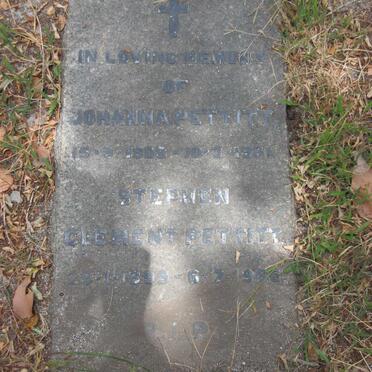 IN LOVING MEMORY
OF
JOHANNA PETTITT
STEPHEN
CLEMENT PETTITT
R.I.P.